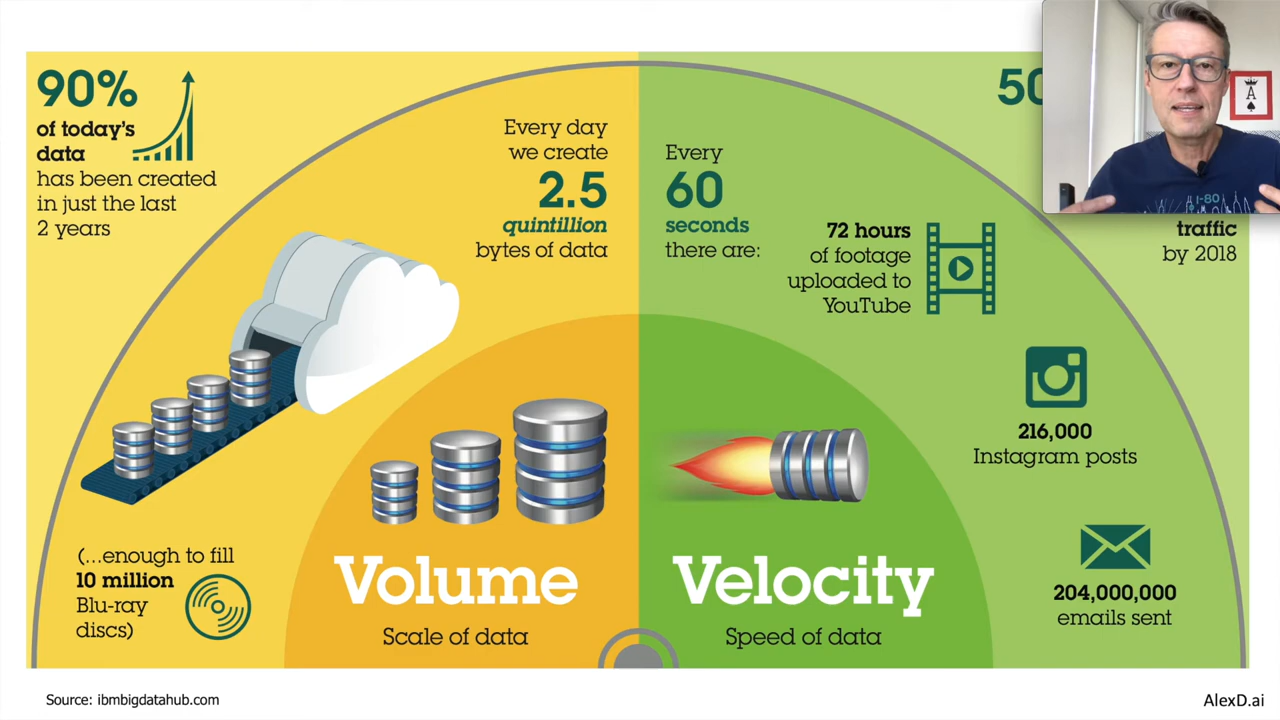 90%
of today's
data
has been created
in just the last
2 years
Every day
we create
2.5
quintillion
bytes of data
(...enough to fill
10 million
Blu-ray
discs)
Volume
Scale of data
Every
60
seconds
there are:
72 hours
of footage
uploaded to
YouTube
50
traffic
by 2018
216,000
Instagram posts
204,000,000
emails sent
Velocity
Speed of data
A
I-80
Source: ibmbigdatahub.com
AlexD.ai